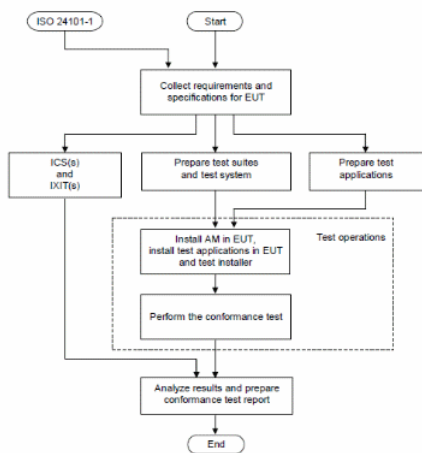 ISO 24101-1
Start
Collect requirements and
specifications for EUT
ICS(s)
and
IXIT(s)
Prepare test suites
and test system
Prepare test
applications
Test operations
Install AM in EUT,
install test applications in EUT
and test installer
Perform the conformance test
Analyze results and prepare
conformance test report
End